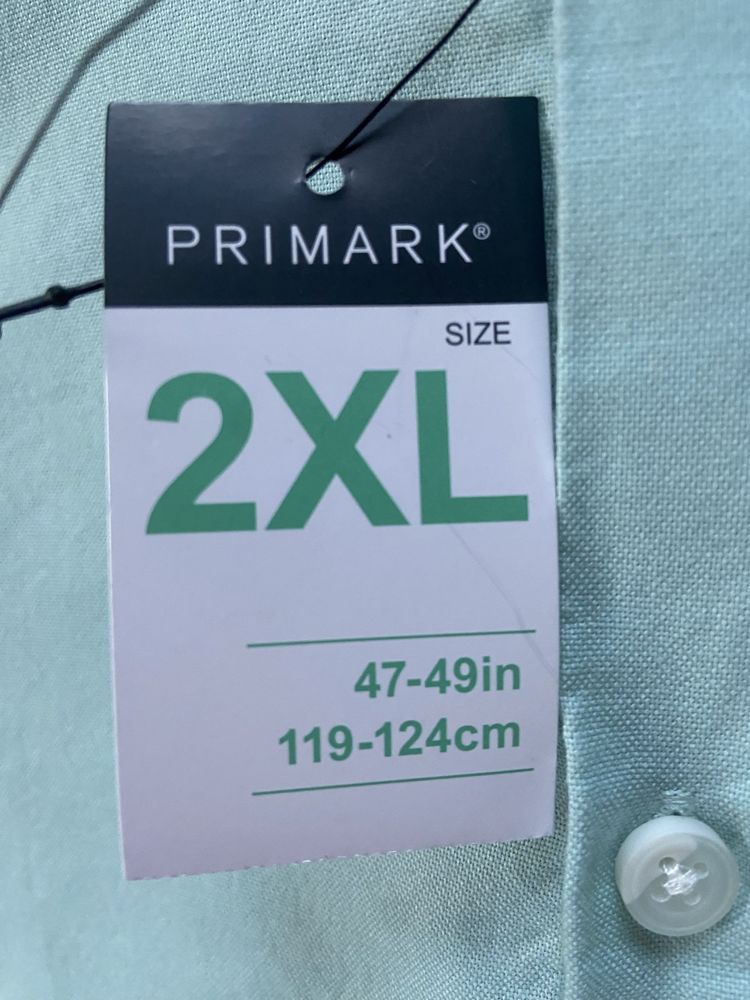 PRIMARK®
SIZE
2XL
47-49in
119-124cm